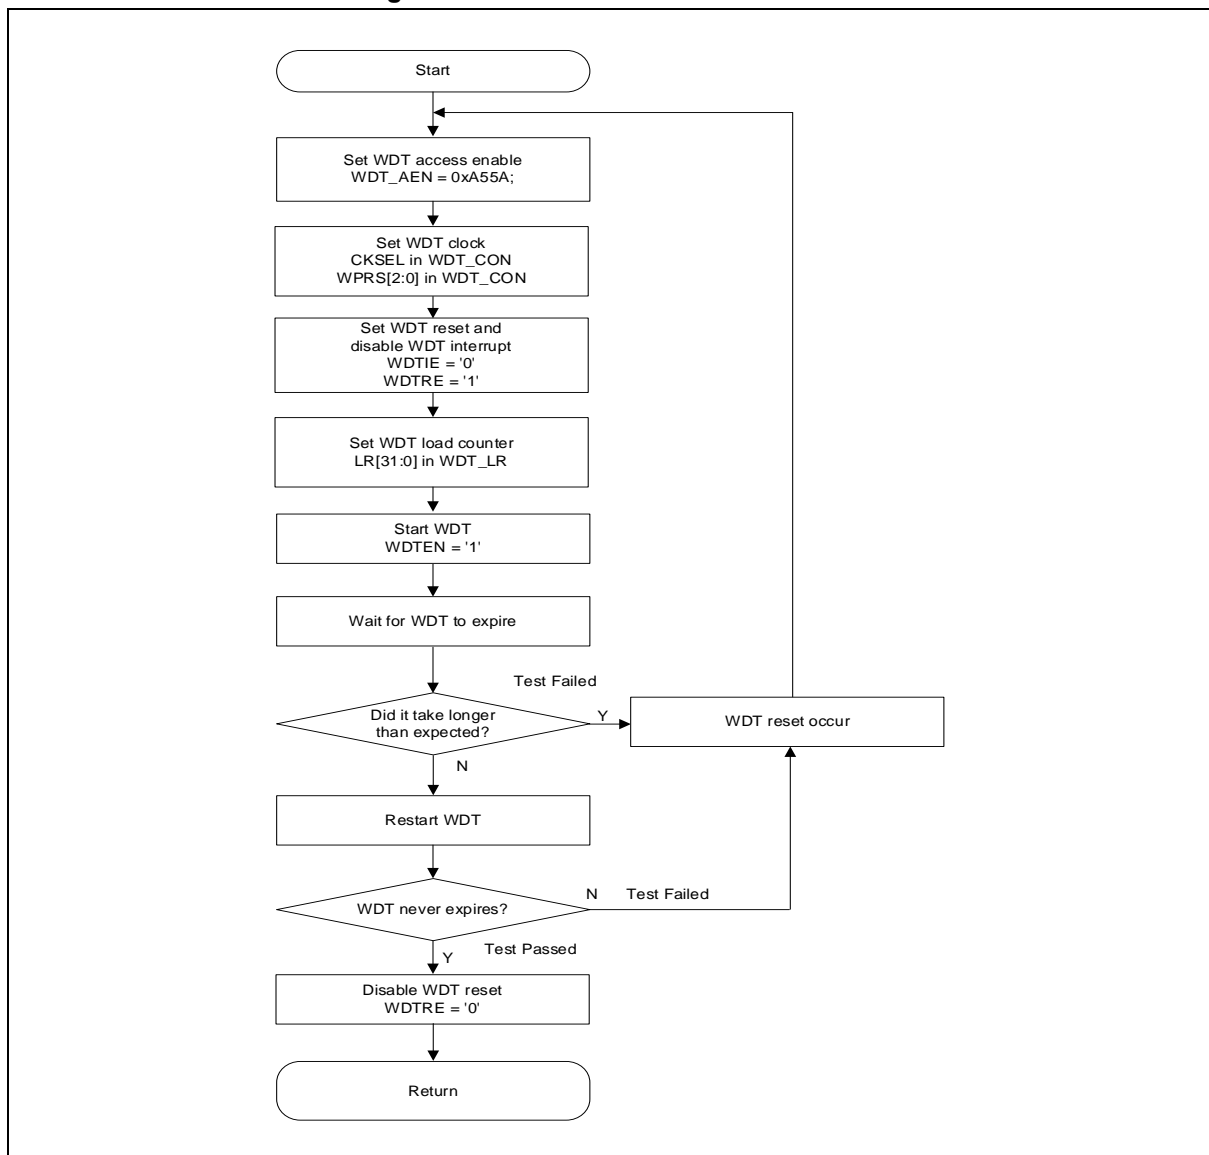 Start
Set WDT access enable
WDT_AEN = 0xA55A;
Set WDT clock
CKSEL in WDT_CON
WPRS[2:0] in WDT_CON
Set WDT reset and
disable WDT interrupt
WDTIE = '0'
WDTRE = '1'
Set WDT load counter
LR[31:0] in WDT_LR
Start WDT
WDTEN = '1'
Wait for WDT to expire
Test Failed
Did it take longer
than expected?
Y
WDT reset occur
N
Restart WDT
WDT never expires?
N Test Failed
Test Passed
Y
Disable WDT reset
WDTRE = '0'
Return